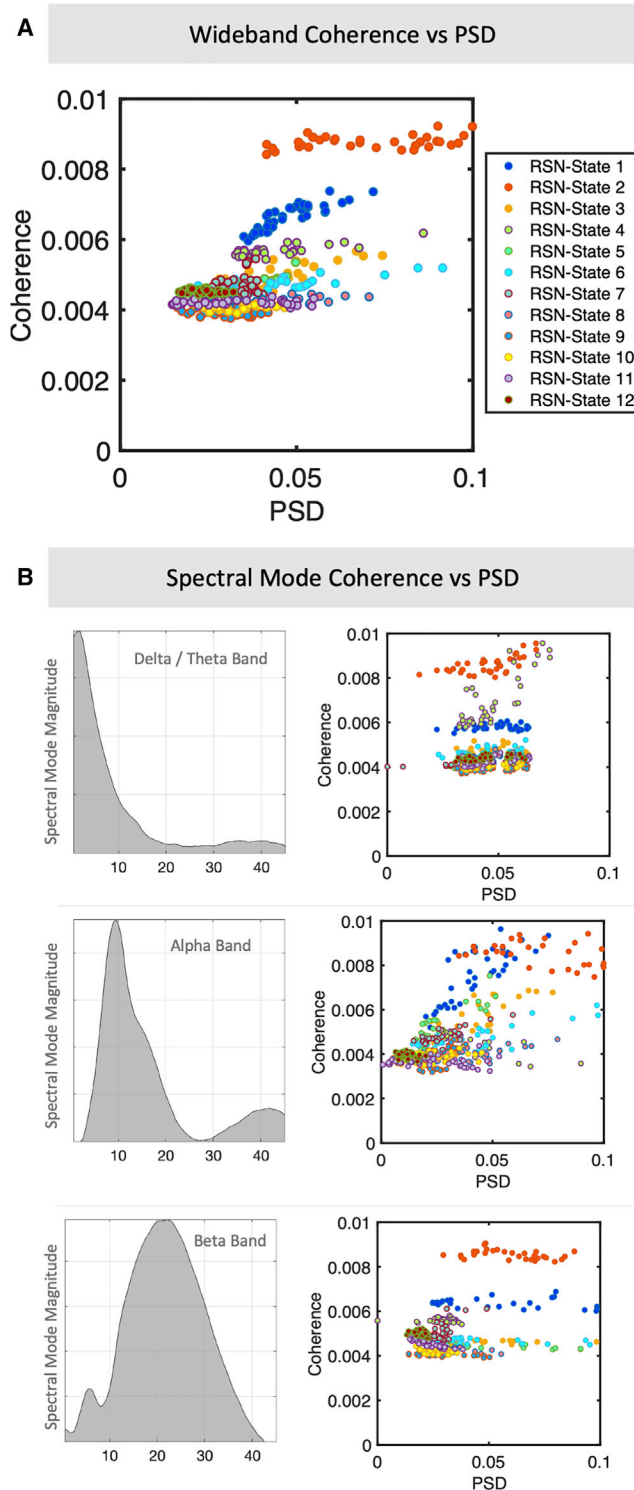 A
Wideband Coherence vs PSD
0.01
0.008
0.006
0.004
0.002
0
Coherence
0
0.05
0.1
PSD
RSN-State 1
RSN-State 2
RSN-State 3
RSN-State 4
RSN-State 5
RSN-State 6
RSN-State 7
RSN-State 8
RSN-State 9
RSN-State 10
RSN-State 11
RSN-State 12
B
Spectral Mode Coherence vs PSD
Spectral Mode Magnitude
Delta / Theta Band
10 20 30 40
Coherence
0.01
0.008
0.006
0.004
0.002
0
0 0.05 0.1
PSD
Spectral Mode Magnitude
Alpha Band
10 20 30 40
Coherence
0.01
0.008
0.006
0.004
0.002
0
0 0.05 0.1
PSD
Spectral Mode Magnitude
Beta Band
10 20 30 40
Coherence
0.01
0.008
0.006
0.004
0.002
0
0 0.05 0.1
PSD